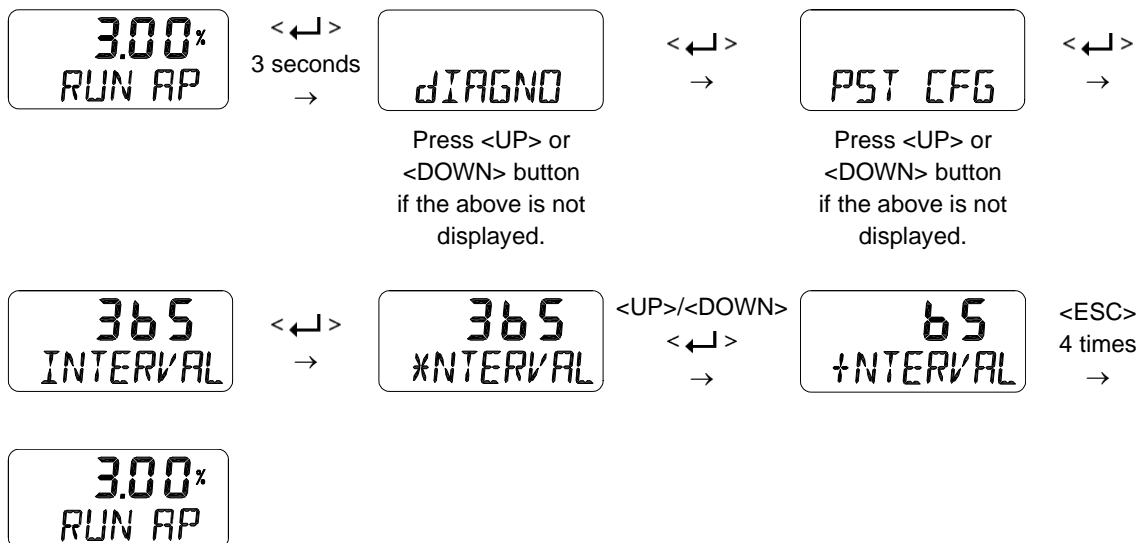 3.00%
RUN AP
< ↵ >
3 seconds
→
dIAGNO
Press <UP> or
<DOWN> button
if the above is not
displayed.
< ↵ >
→
PST CFG
Press <UP> or
<DOWN> button
if the above is not
displayed.
< ↵ >
→
365
INTERVAL
< ↵ >
→
365
*NTERVAL
<UP>/<DOWN>
< ↵ >
→
65
+NTERVAL
<ESC>
4 times
→
3.00%
RUN AP